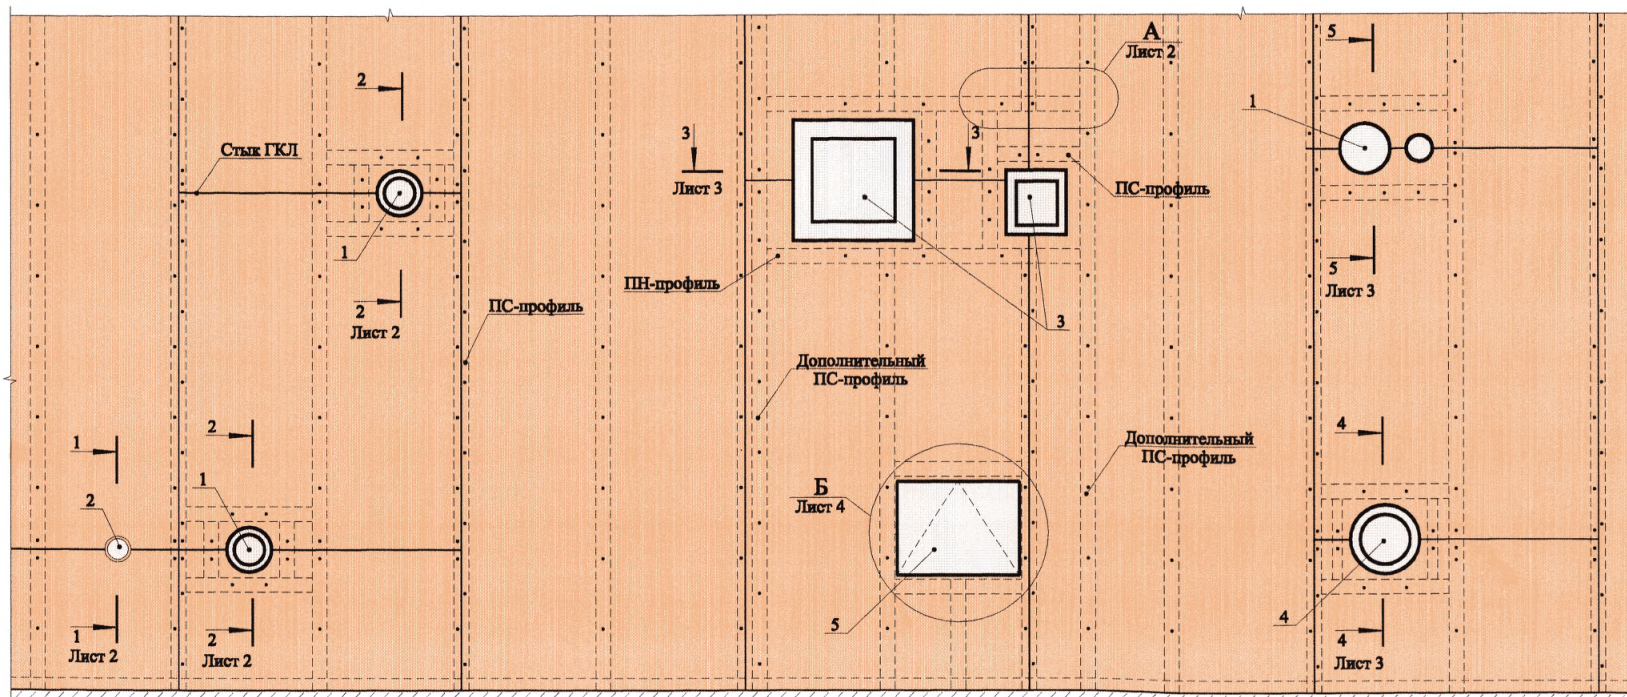 2
Стык ГКЛ
1
2
Лист 2
ПС-профиль
1
1
Лист 2
2
2
1
2
Лист 2
3
Лист 3
3
А
Лист 2
ПС-профиль
ПН-профиль
3
Дополнительный
ПС-профиль
Дополнительный
ПС-профиль
Б
Лист 4
5
5
1
5
Лист 3
4
4
4
Лист 3